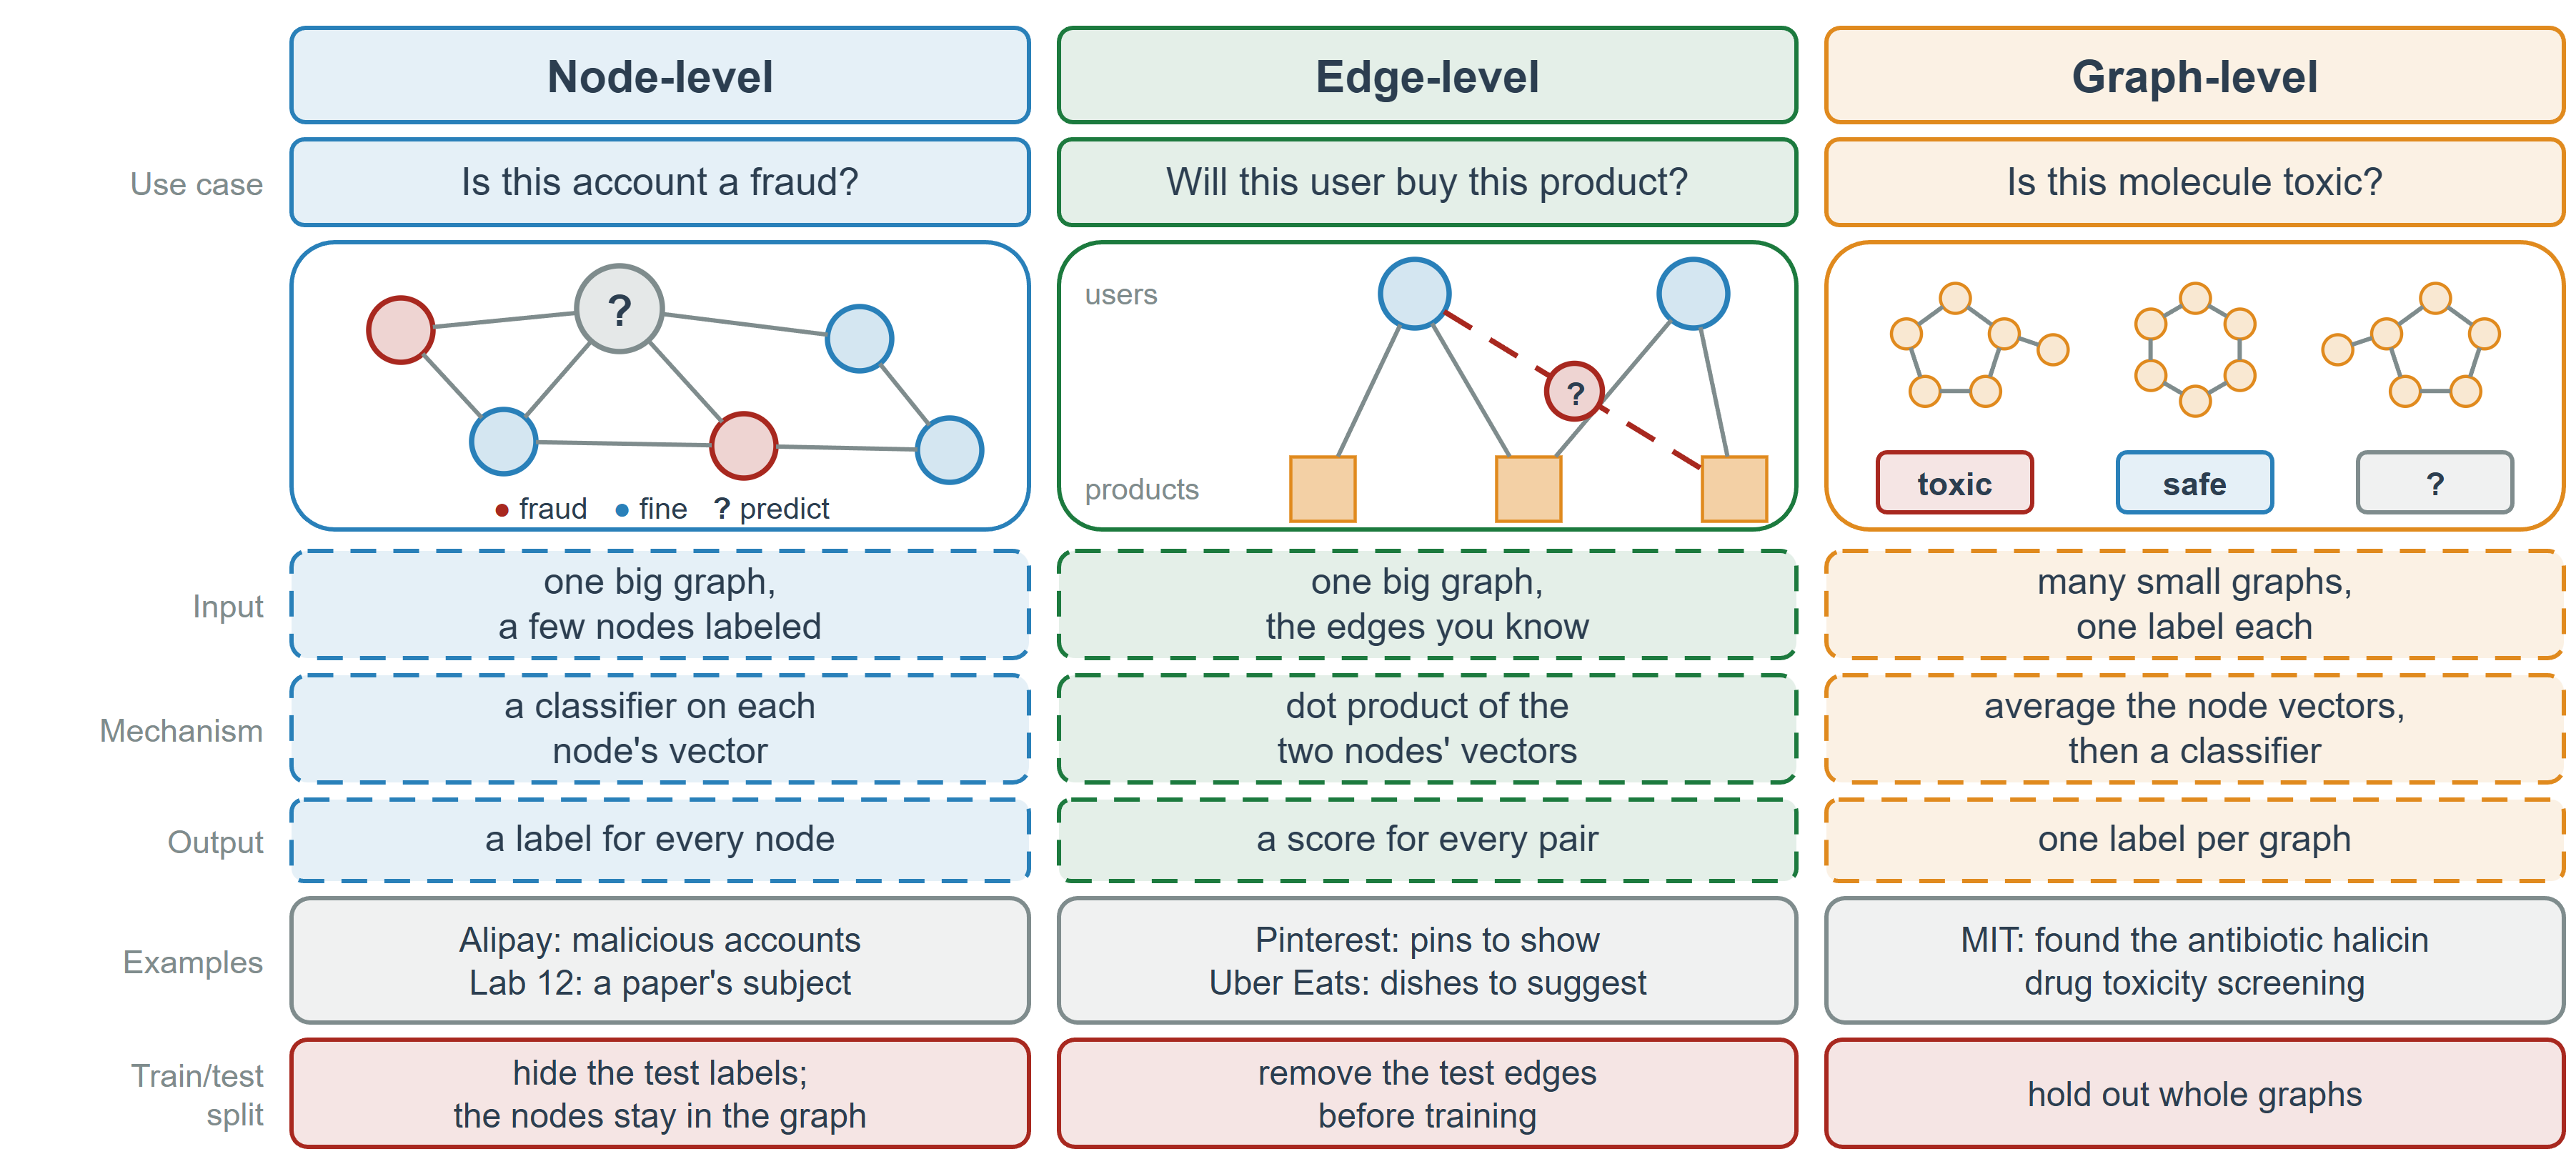 Node-level
Edge-level
Graph-level
Use case
Is this account a fraud?
Will this user buy this product?
Is this molecule toxic?
?
fraud
fine
? predict
users
?
products
toxic
safe
?
Input
one big graph,
a few nodes labeled
one big graph,
the edges you know
many small graphs,
one label each
Mechanism
a classifier on each
node's vector
dot product of the
two nodes' vectors
average the node vectors,
then a classifier
Output
a label for every node
a score for every pair
one label per graph
Examples
Alipay: malicious accounts
Lab 12: a paper's subject
Pinterest: pins to show
Uber Eats: dishes to suggest
MIT: found the antibiotic halicin
drug toxicity screening
Train/test
split
hide the test labels;
the nodes stay in the graph
remove the test edges
before training
hold out whole graphs